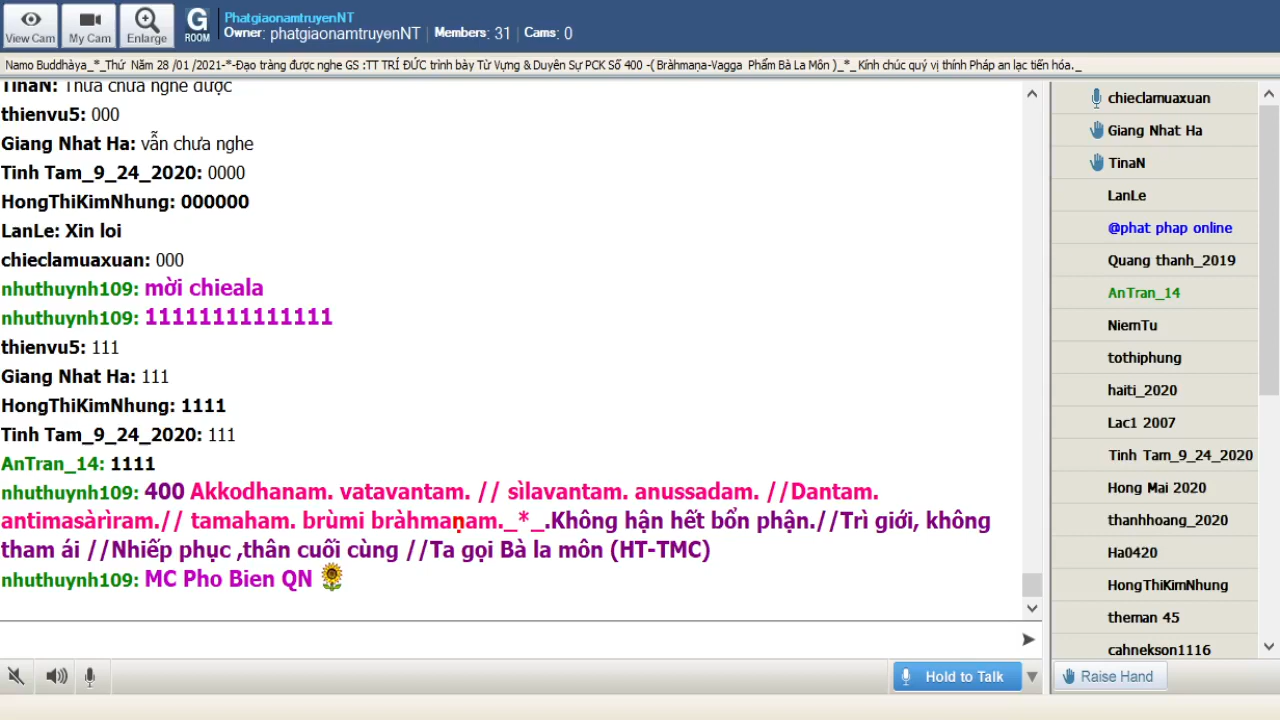 View Cam
My Cam
Enlarge
G
ROOM
PhatgiaonamtruyenNT
Owner: phatgiaonamtruyenNT | Members: 31 | Cams: 0
Namo Buddhàya_*_Thứ Năm 28 /01 /2021-*-Đạo tràng được nghe GS :TT TRÍ ĐỨC trình bày Từ Vựng & Duyên Sự PCK Số 400 -( Bràhmaṇa-Vagga Phẩm Bà La Môn )_*_ Kính chúc quý vị thính Pháp an lạc tiến hóa._
TinaN: Thưa chưa nghe được
thienvu5: 000
Giang Nhat Ha: vẫn chưa nghe
Tinh Tam_9_24_2020: 0000
HongThiKimNhung: 000000
LanLe: Xin loi
chieclamuaxuan: 000
nhuthuynh109: mời chieala
nhuthuynh109: 11111111111111
thienvu5: 111
Giang Nhat Ha: 111
HongThiKimNhung: 1111
Tinh Tam_9_24_2020: 111
AnTran_14: 1111
nhuthuynh109: 400 Akkodhanam. vatavantam. // sìlavantam. anussadam. //Dantam.
antimasàrìram.// tamaham. brùmi bràhmaṇam._*_.Không hận hết bổn phận.//Trì giới, không
tham ái //Nhiếp phục ,thân cuối cùng //Ta gọi Bà la môn (HT-TMC)
nhuthuynh109: MC Pho Bien QN
chieclamuaxuan
Giang Nhat Ha
TinaN
LanLe
@phat phap online
Quang thanh_2019
AnTran_14
NiemTu
tothiphung
haiti_2020
Lac1 2007
Tinh Tam_9_24_2020
Hong Mai 2020
thanhhoang_2020
Ha0420
HongThiKimNhung
theman 45
cahnekson1116
Hold to Talk
Raise Hand